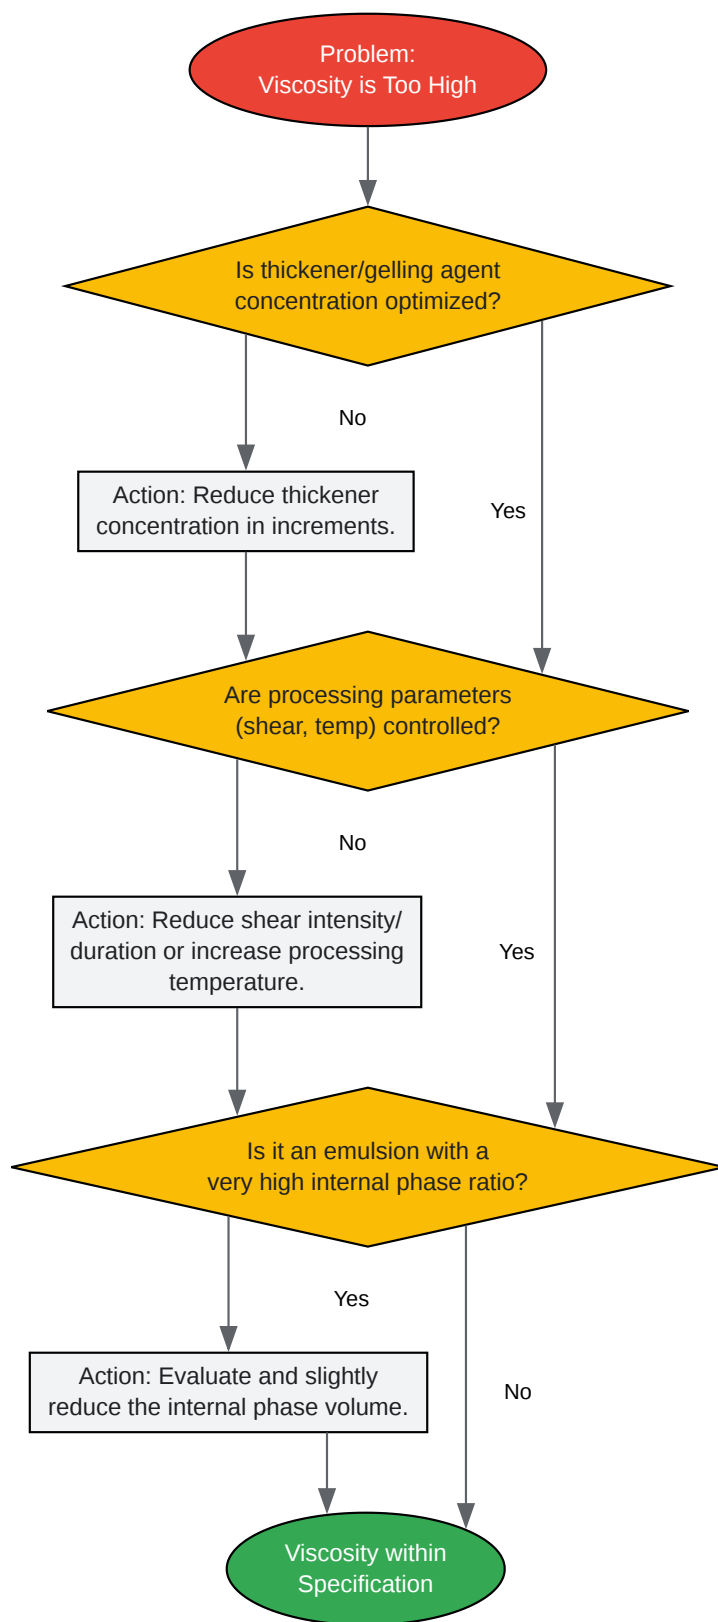 Problem:
Viscosity is Too High
Is thickener/gelling agent
concentration optimized?
No
Action: Reduce thickener
concentration in increments.
Yes
Are processing parameters
(shear, temp) controlled?
No
Action: Reduce shear intensity/
duration or increase processing
temperature.
Yes
Is it an emulsion with a
very high internal phase ratio?
Yes
Action: Evaluate and slightly
reduce the internal phase volume.
No
Viscosity within
Specification